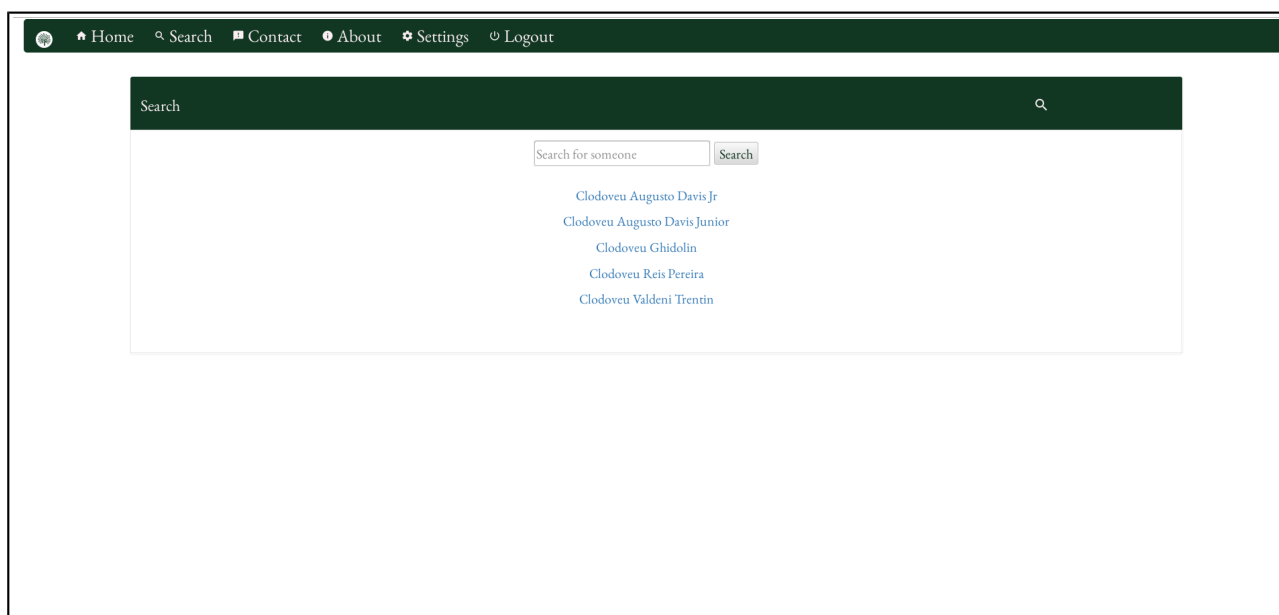 Home Search Contact About Settings Logout
Search
Search for someone Search
Clodoveu Augusto Davis Jr
Clodoveu Augusto Davis Junior
Clodoveu Ghidolin
Clodoveu Reis Pereira
Clodoveu Valdeni Trentin